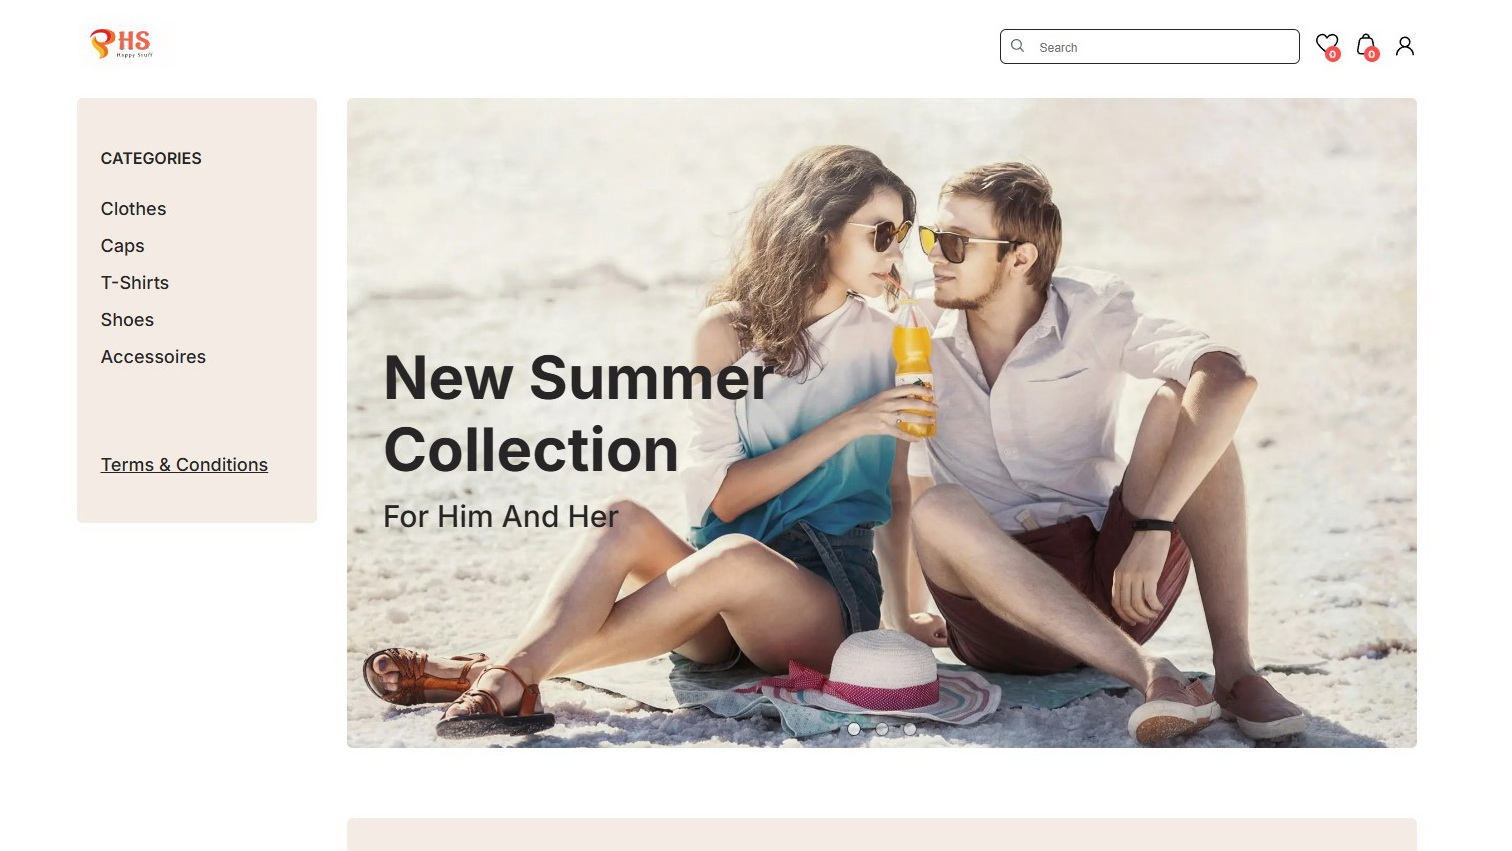 HS
Happy Stuff
Search
0
0
CATEGORIES
Clothes
Caps
T-Shirts
Shoes
Accessoires
Terms & Conditions
New Summer
Collection
For Him And Her